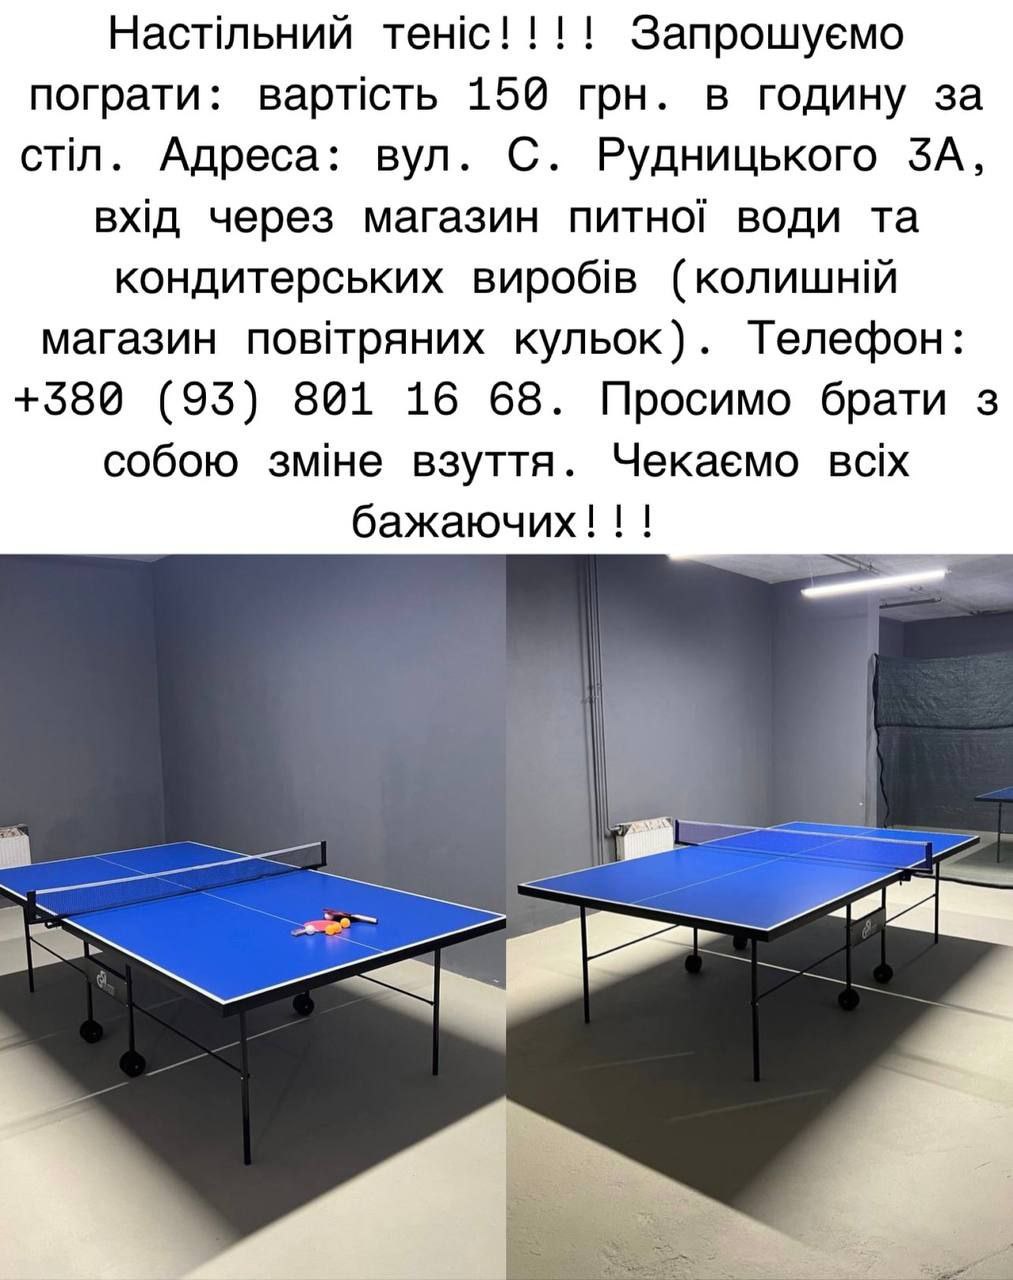 Настільний теніс!!!! Запрошуємо
пограти: вартість 150 грн. в годину за
стіл. Адреса: вул. С. Рудницького 3А,
вхід через магазин питної води та
кондитерських виробів (колишній
магазин повітряних кульок). Телефон:
+380 (93) 801 16 68. Просимо брати з
собою зміне взуття. Чекаємо всіх
бажаючих!!!